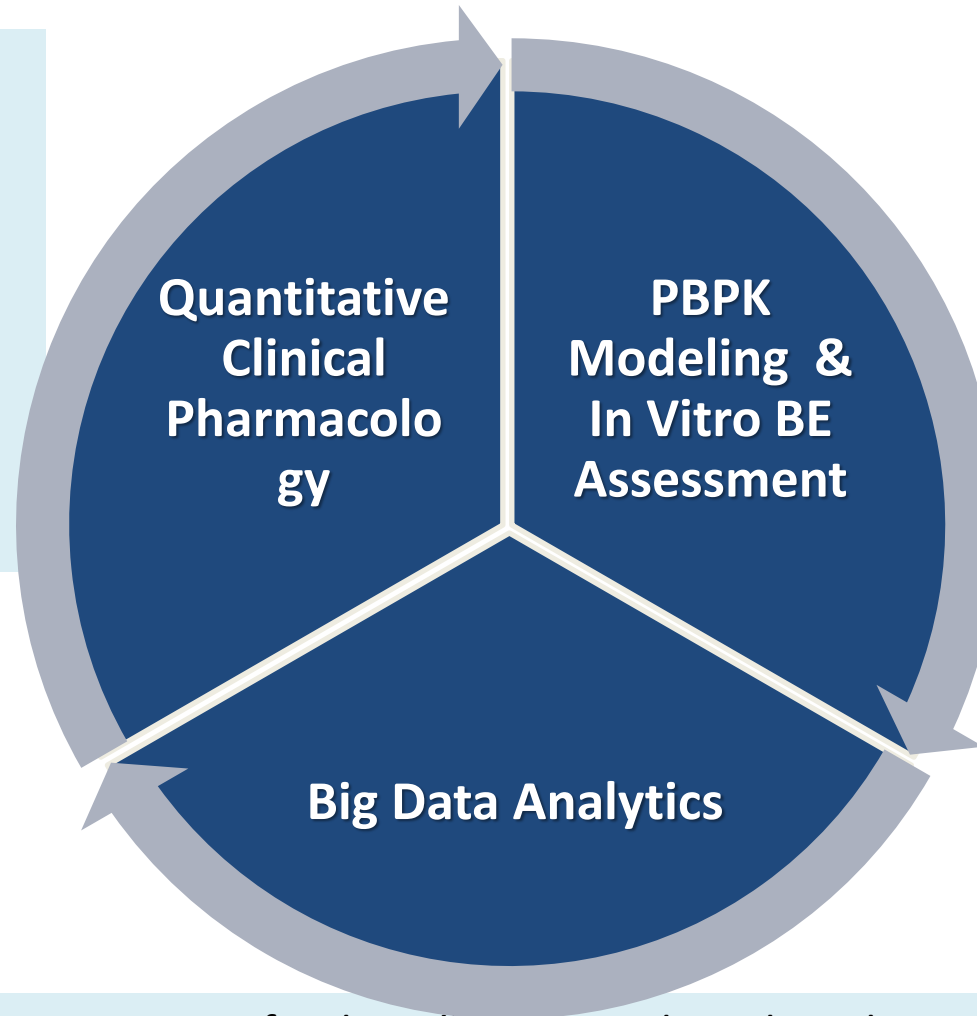 Quantitative
Clinical
Pharmacolo
gy
PBPK
Modeling &
In Vitro BE
Assessment
Big Data Analytics